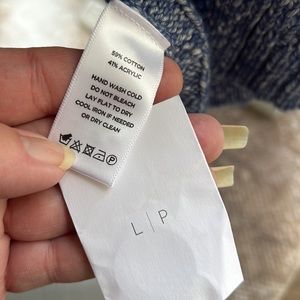 59% COTTON
41% ACRYLIC
HAND WASH COLD
DO NOT BLEACH
LAY FLAT TO DRY
COOL IRON IF NEEDED
OR DRY CLEAN
P
L | P